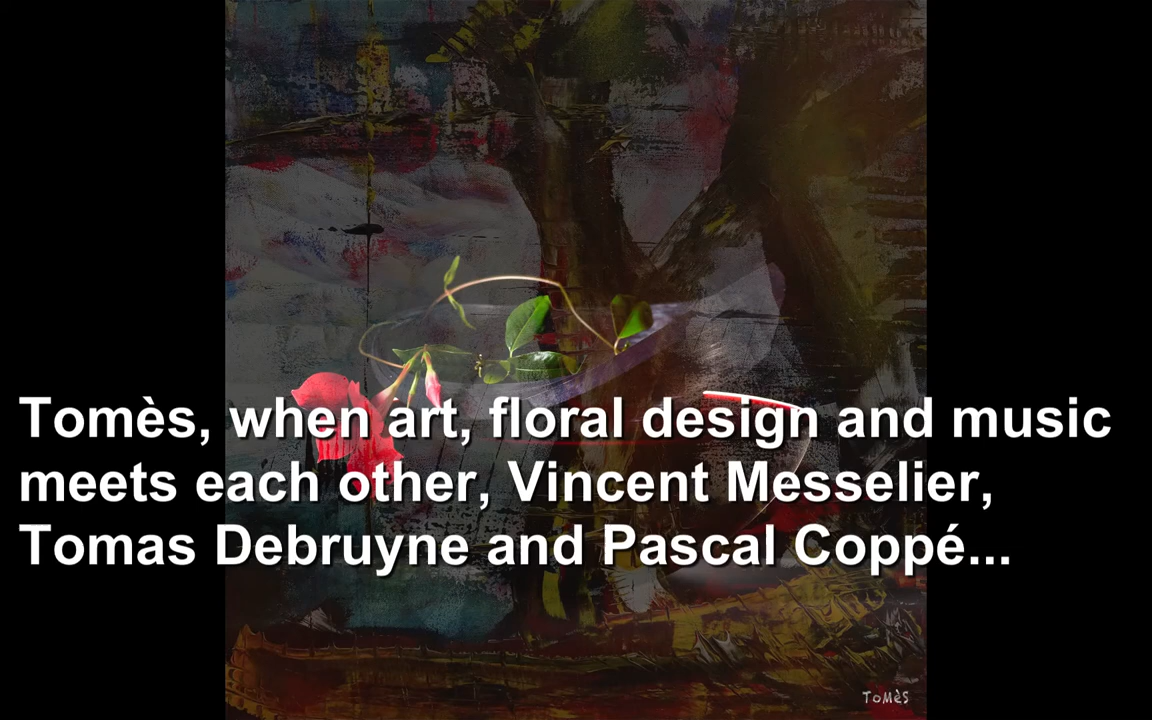 Tomès, when art, floral design and music
meets each other, Vincent Messelier,
Tomas Debruyne and Pascal Coppé...
ToMèS